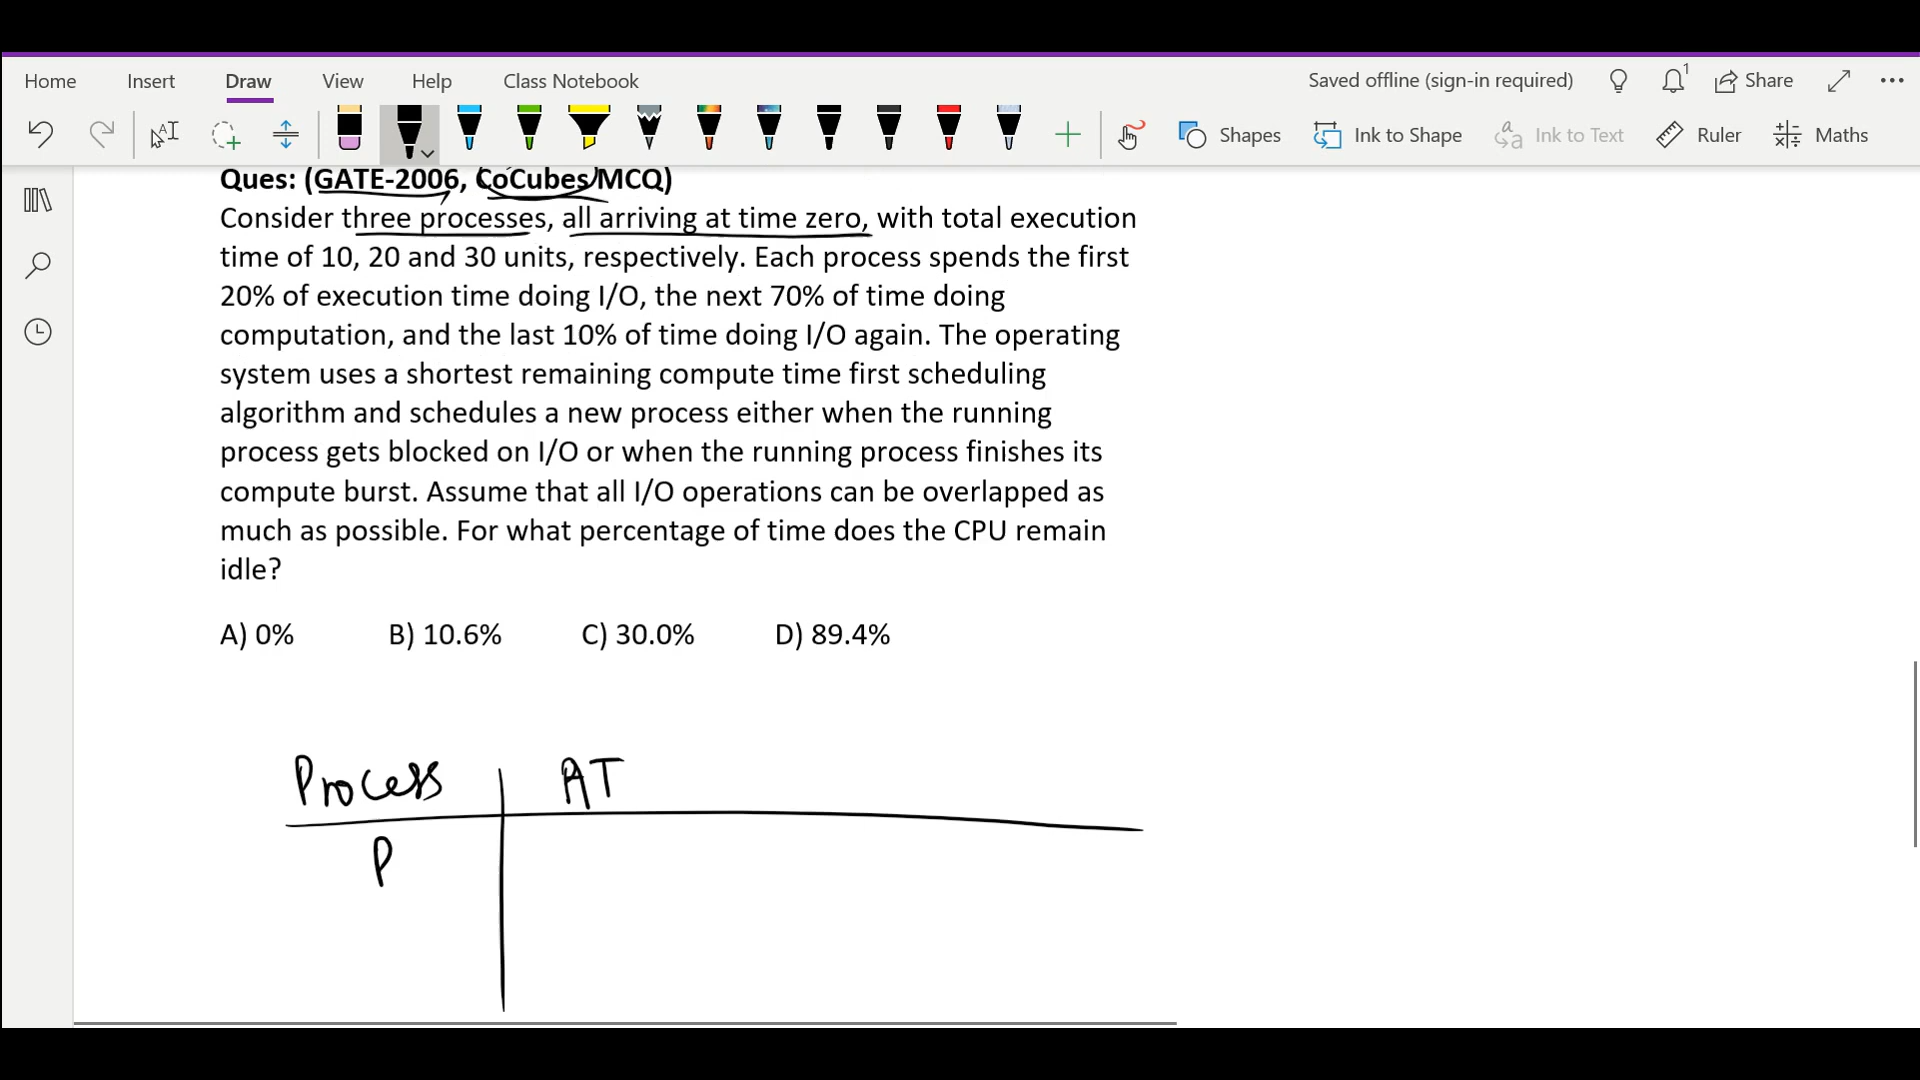 Home Insert Draw View Help Class Notebook Saved offline (sign-in required) 1 Share
Shapes Ink to Shape Ink to Text Ruler Maths
Ques: (GATE-2006, CoCubes MCQ)
Consider three processes, all arriving at time zero, with total execution
time of 10, 20 and 30 units, respectively. Each process spends the first
20% of execution time doing I/O, the next 70% of time doing
computation, and the last 10% of time doing I/O again. The operating
system uses a shortest remaining compute time first scheduling
algorithm and schedules a new process either when the running
process gets blocked on I/O or when the running process finishes its
compute burst. Assume that all I/O operations can be overlapped as
much as possible. For what percentage of time does the CPU remain
idle?
A) 0% B) 10.6% C) 30.0% D) 89.4%
Process AT
P